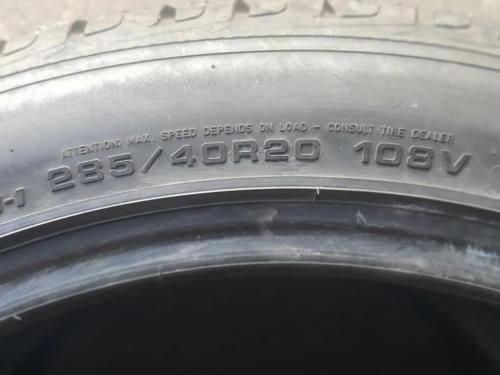 ATTENTION: MAX. SPEED DEPENDS ON LOAD - CONSULT TIRE DEALER
285/40R20 108V